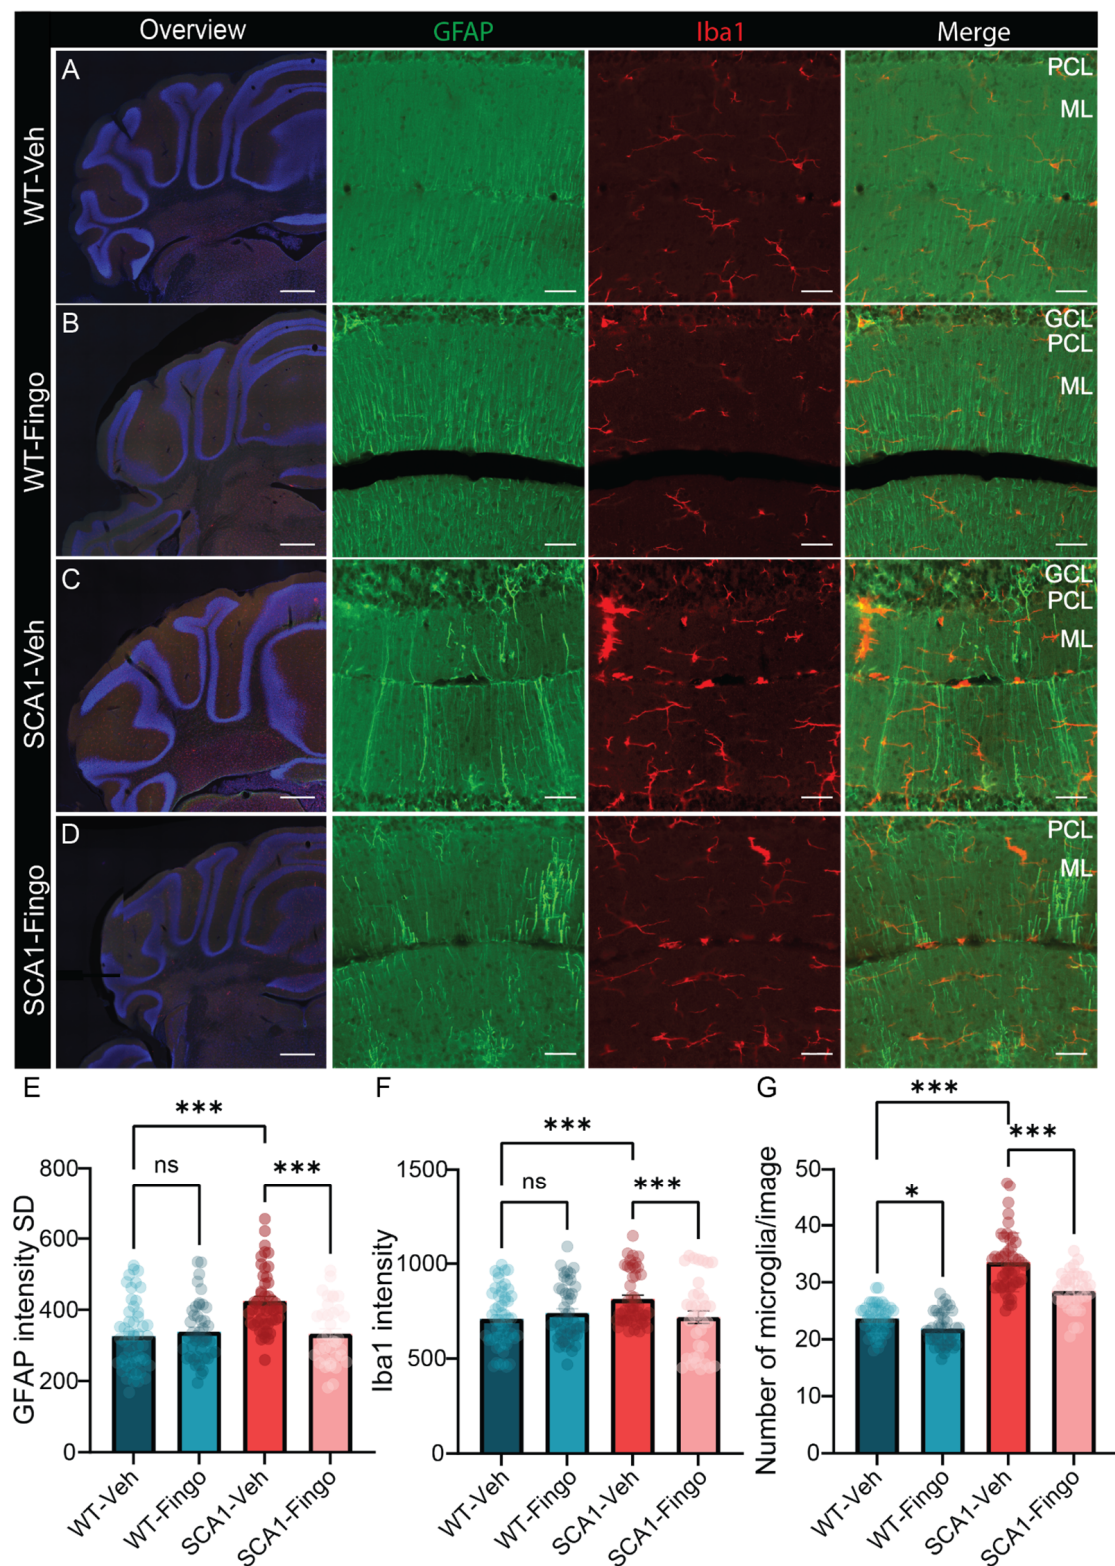 Overview GFAP Iba1 Merge
WT-Veh
A
PCL
ML
WT-Fingo
B
GCL
PCL
ML
SCA1-Veh
C
GCL
PCL
ML
SCA1-Fingo
D
PCL
ML
E
***
ns
***
GFAP intensity SD
800
600
400
200
0
WT-Veh
WT-Fingo
SCA1-Veh
SCA1-Fingo
F
***
ns
***
Iba1 intensity
1500
1000
500
0
WT-Veh
WT-Fingo
SCA1-Veh
SCA1-Fingo
G
***
***
*
Number of microglia/image
50
40
30
20
10
0
WT-Veh
WT-Fingo
SCA1-Veh
SCA1-Fingo